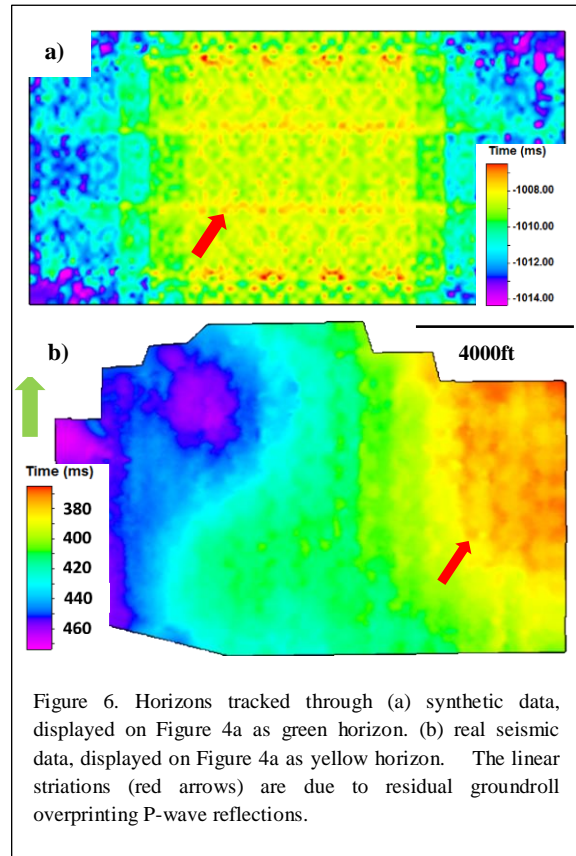 a)
Time (ms)
-1008.00
-1010.00
-1012.00
-1014.00
b)
4000ft
Time (ms)
380
400
420
440
460
Figure 6. Horizons tracked through (a) synthetic data,
displayed on Figure 4a as green horizon. (b) real seismic
data, displayed on Figure 4a as yellow horizon. The linear
striations (red arrows) are due to residual groundroll
overprinting P-wave reflections.